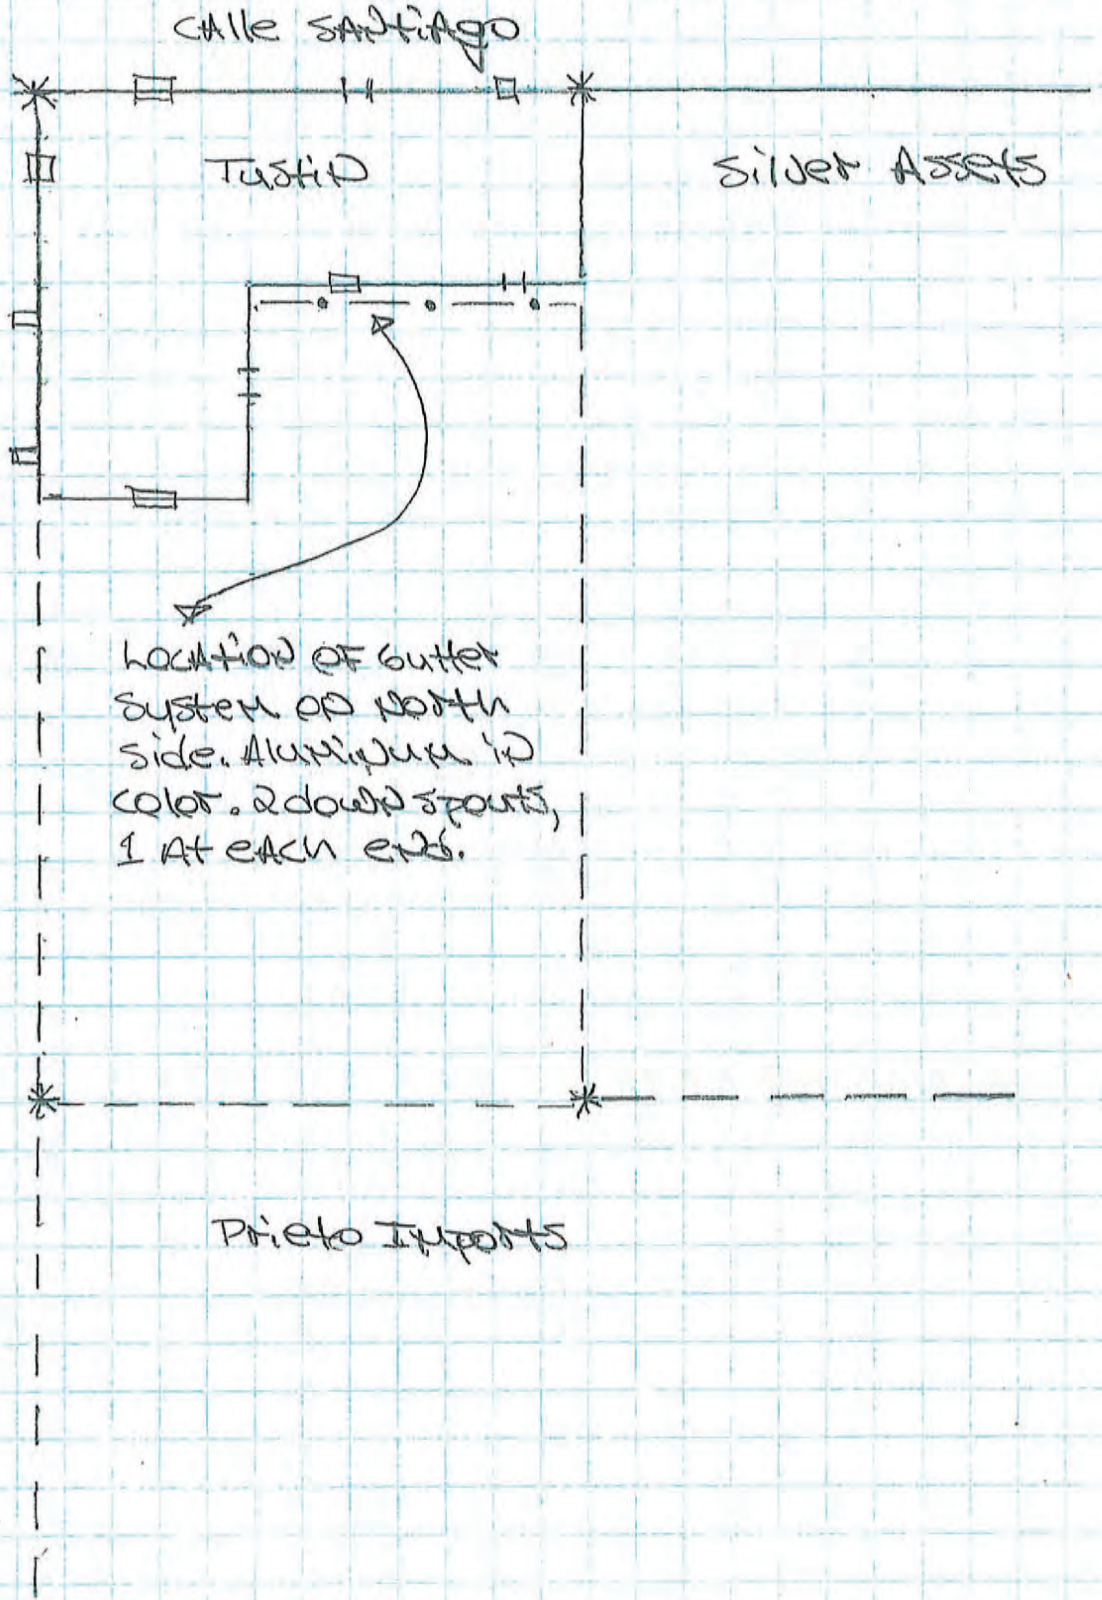 Calle Santiago
Tustin
Silver Assets
Location of Gutter
System on North
side. Aluminum in
color. 2 down spouts,
1 At each end.
Prieto Imports